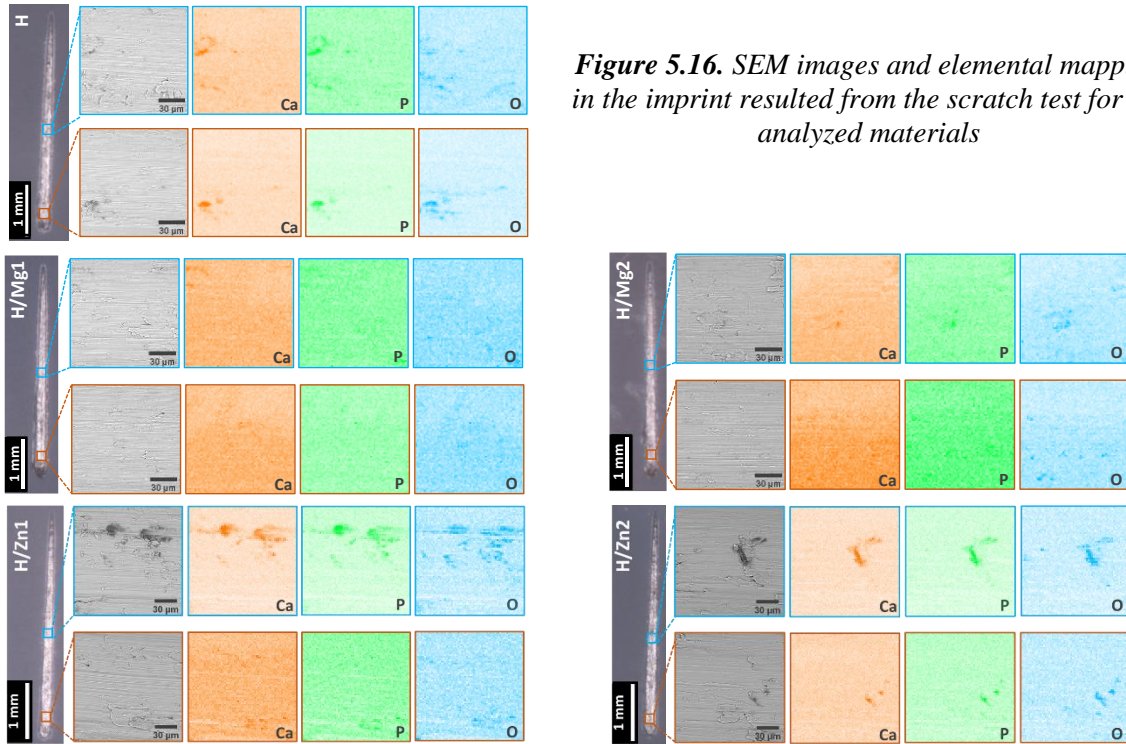 Figure 5.16. SEM images and elemental mapp
in the imprint resulted from the scratch test for
analyzed materials
H
1 mm
30 µm
Ca
P
O
30 µm
Ca
P
O
H/Mg1
1 mm
30 µm
Ca
P
O
30 µm
Ca
P
O
H/Mg2
1 mm
30 µm
Ca
P
O
30 µm
Ca
P
O
H/Zn1
1 mm
30 µm
Ca
P
O
30 µm
Ca
P
O
H/Zn2
1 mm
30 µm
Ca
P
O
30 µm
Ca
P
O